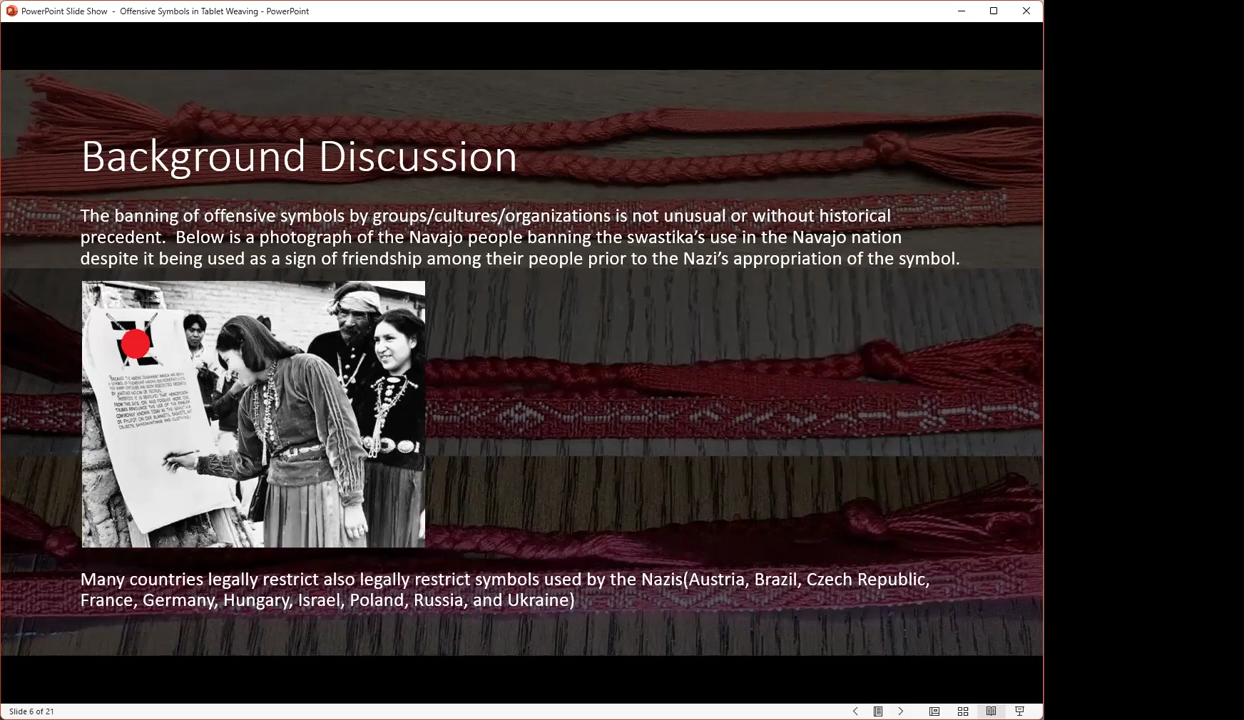 PowerPoint Slide Show - Offensive Symbols in Tablet Weaving - PowerPoint
Background Discussion
The banning of offensive symbols by groups/cultures/organizations is not unusual or without historical
precedent. Below is a photograph of the Navajo people banning the swastika's use in the Navajo nation
despite it being used as a sign of friendship among their people prior to the Nazi's appropriation of the symbol.
Many countries legally restrict also legally restrict symbols used by the Nazis(Austria, Brazil, Czech Republic,
France, Germany, Hungary, Israel, Poland, Russia, and Ukraine)
Slide 6 of 21